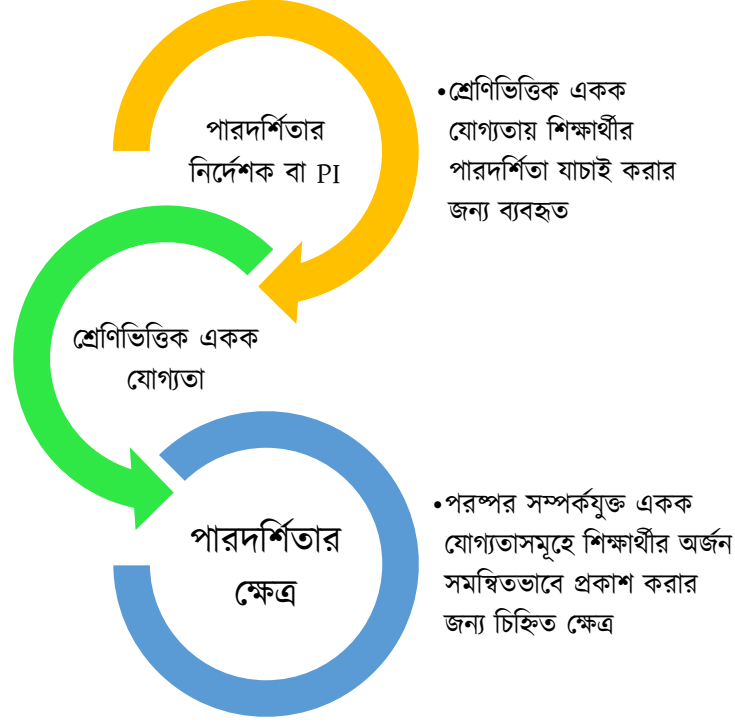 পারদর্শিতার
নির্দেশক বা PI
•শ্রেণিভিত্তিক একক
যোগ্যতায় শিক্ষার্থীর
পারদর্শিতা যাচাই করার
জন্য ব্যবহৃত
শ্রেণিভিত্তিক একক
যোগ্যতা
পারদর্শিতার
ক্ষেত্র
•পরষ্পর সম্পর্কযুক্ত একক
যোগ্যতাসমূহে শিক্ষার্থীর অর্জন
সমন্বিতভাবে প্রকাশ করার
জন্য চিহ্নিত ক্ষেত্র